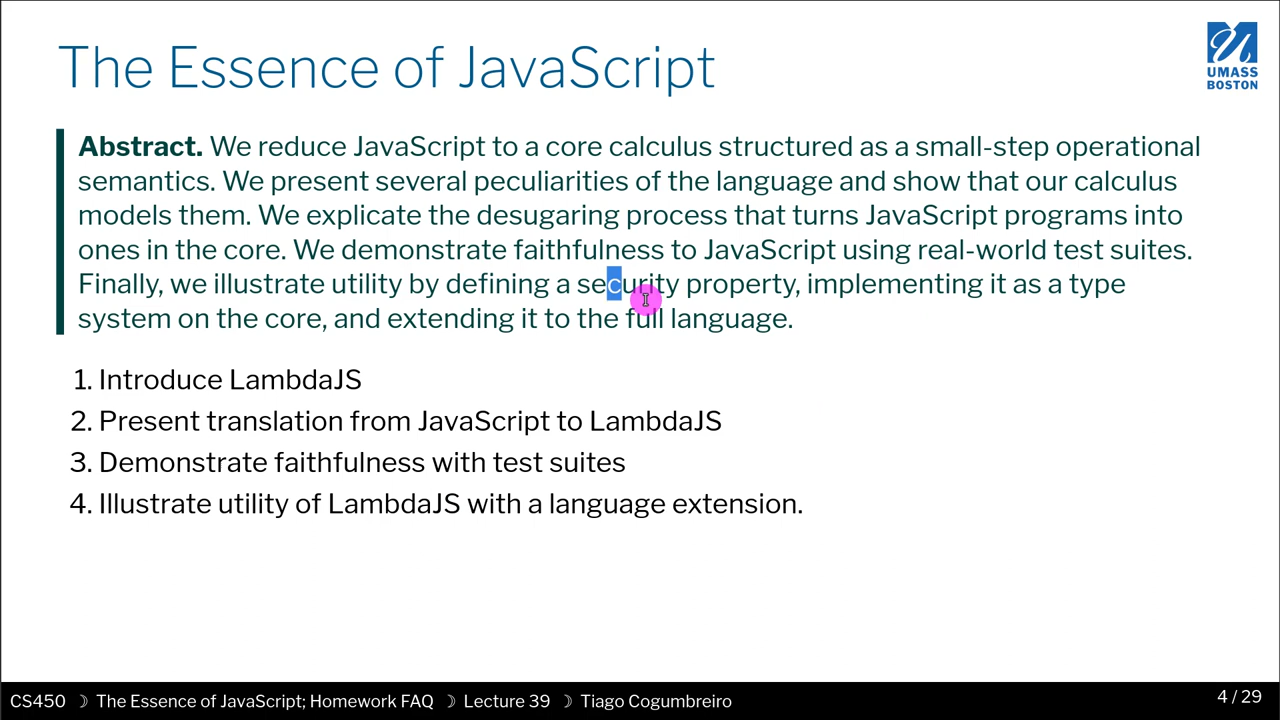 The Essence of JavaScript
UMASS
BOSTON
Abstract. We reduce JavaScript to a core calculus structured as a small-step operational
semantics. We present several peculiarities of the language and show that our calculus
models them. We explicate the desugaring process that turns JavaScript programs into
ones in the core. We demonstrate faithfulness to JavaScript using real-world test suites.
Finally, we illustrate utility by defining a security property, implementing it as a type
system on the core, and extending it to the full language.
1. Introduce LambdaJS
2. Present translation from JavaScript to LambdaJS
3. Demonstrate faithfulness with test suites
4. Illustrate utility of LambdaJS with a language extension.
CS450 ☽ The Essence of JavaScript; Homework FAQ ☽ Lecture 39 ☽ Tiago Cogumbreiro
4 / 29